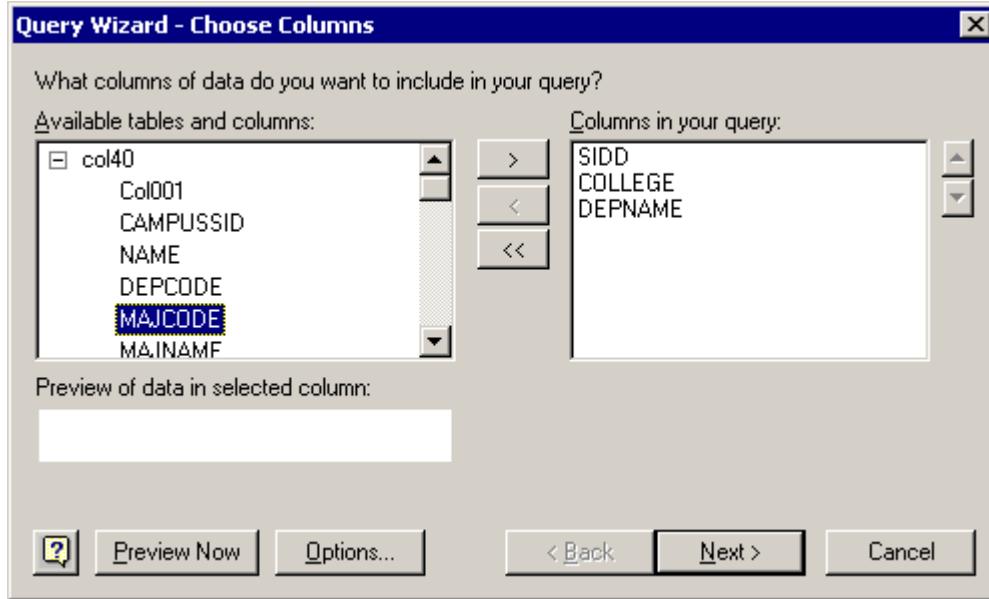 Query Wizard - Choose Columns
What columns of data do you want to include in your query?
Available tables and columns:
Columns in your query:
col40
Col001
CAMPUSSID
NAME
DEPCODE
MAJCODE
MAJNAME
>
<
<<
SIDD
COLLEGE
DEPNAME
Preview of data in selected column:
?
Preview Now
Options...
< Back
Next >
Cancel